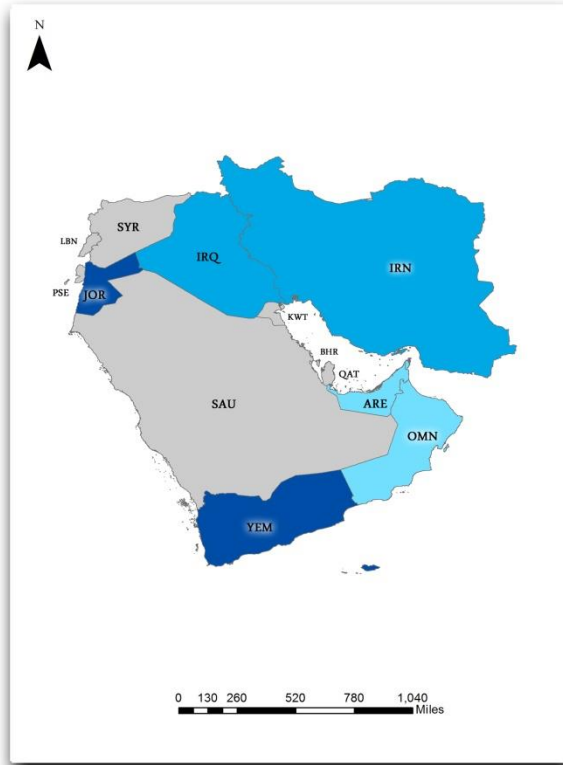 N
SYR
LBN
IRQ
IRN
PSE
JOR
KWT
BHR
QAT
SAU
ARE
OMN
YEM
0 130 260 520 780 1,040
Miles